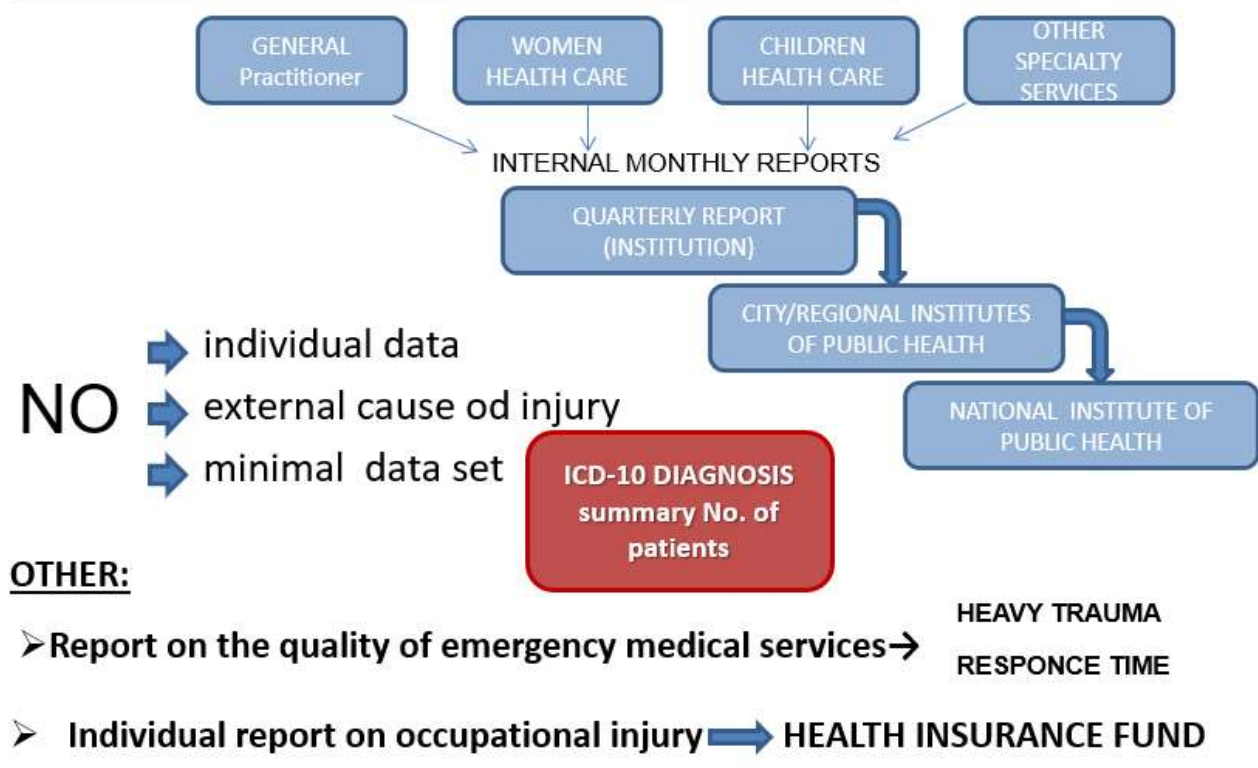 GENERAL
Practitioner
WOMEN
HEALTH CARE
CHILDREN
HEALTH CARE
OTHER
SPECIALTY
SERVICES
INTERNAL MONTHLY REPORTS
QUARTERLY REPORT
(INSTITUTION)
CITY/REGIONAL INSTITUTES
OF PUBLIC HEALTH
NATIONAL INSTITUTE OF
PUBLIC HEALTH
NO
individual data
external cause od injury
minimal data set
ICD-10 DIAGNOSIS
summary No. of
patients
OTHER:
➢Report on the quality of emergency medical services→
HEAVY TRAUMA
RESPONCE TIME
➢ Individual report on occupational injury
HEALTH INSURANCE FUND